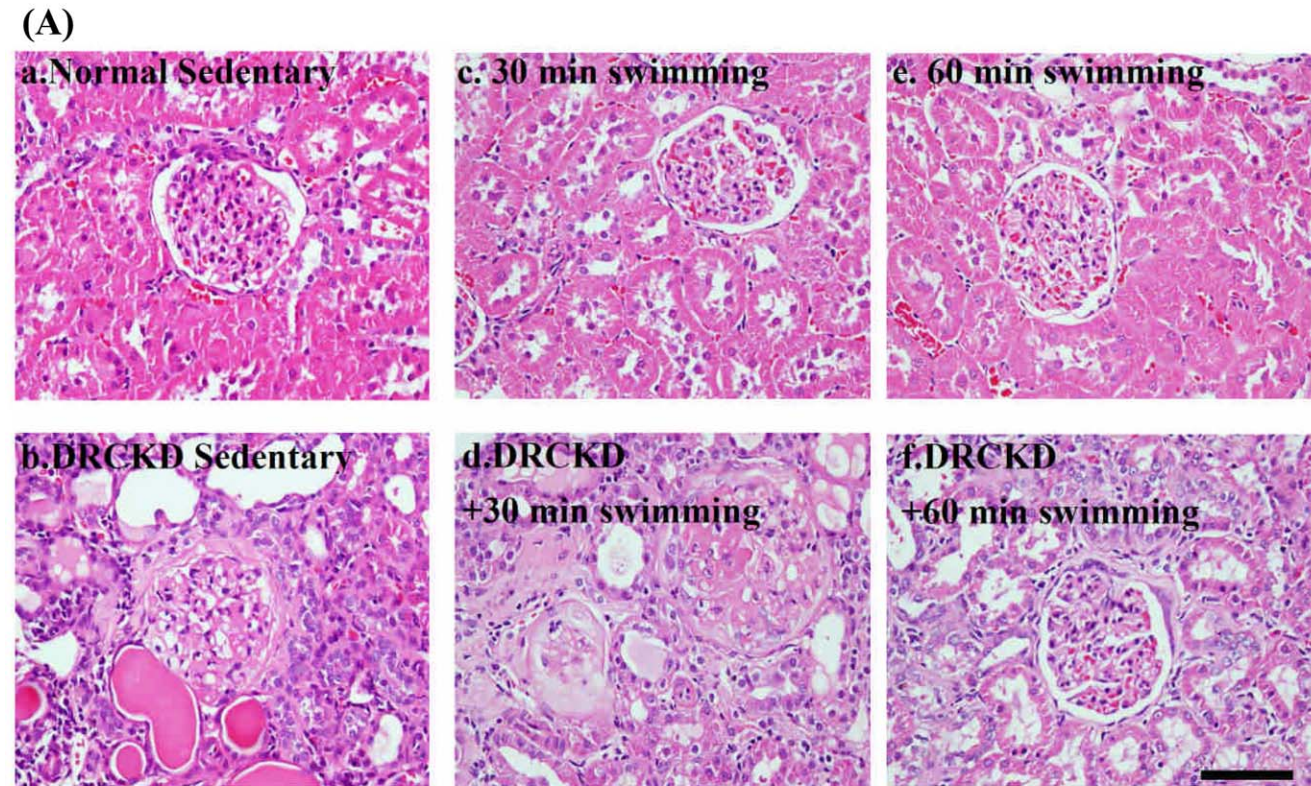 (A)
a.Normal Sedentary
c. 30 min swimming
e. 60 min swimming
b.DRCKD Sedentary
d.DRCKD
+30 min swimming
f.DRCKD
+60 min swimming